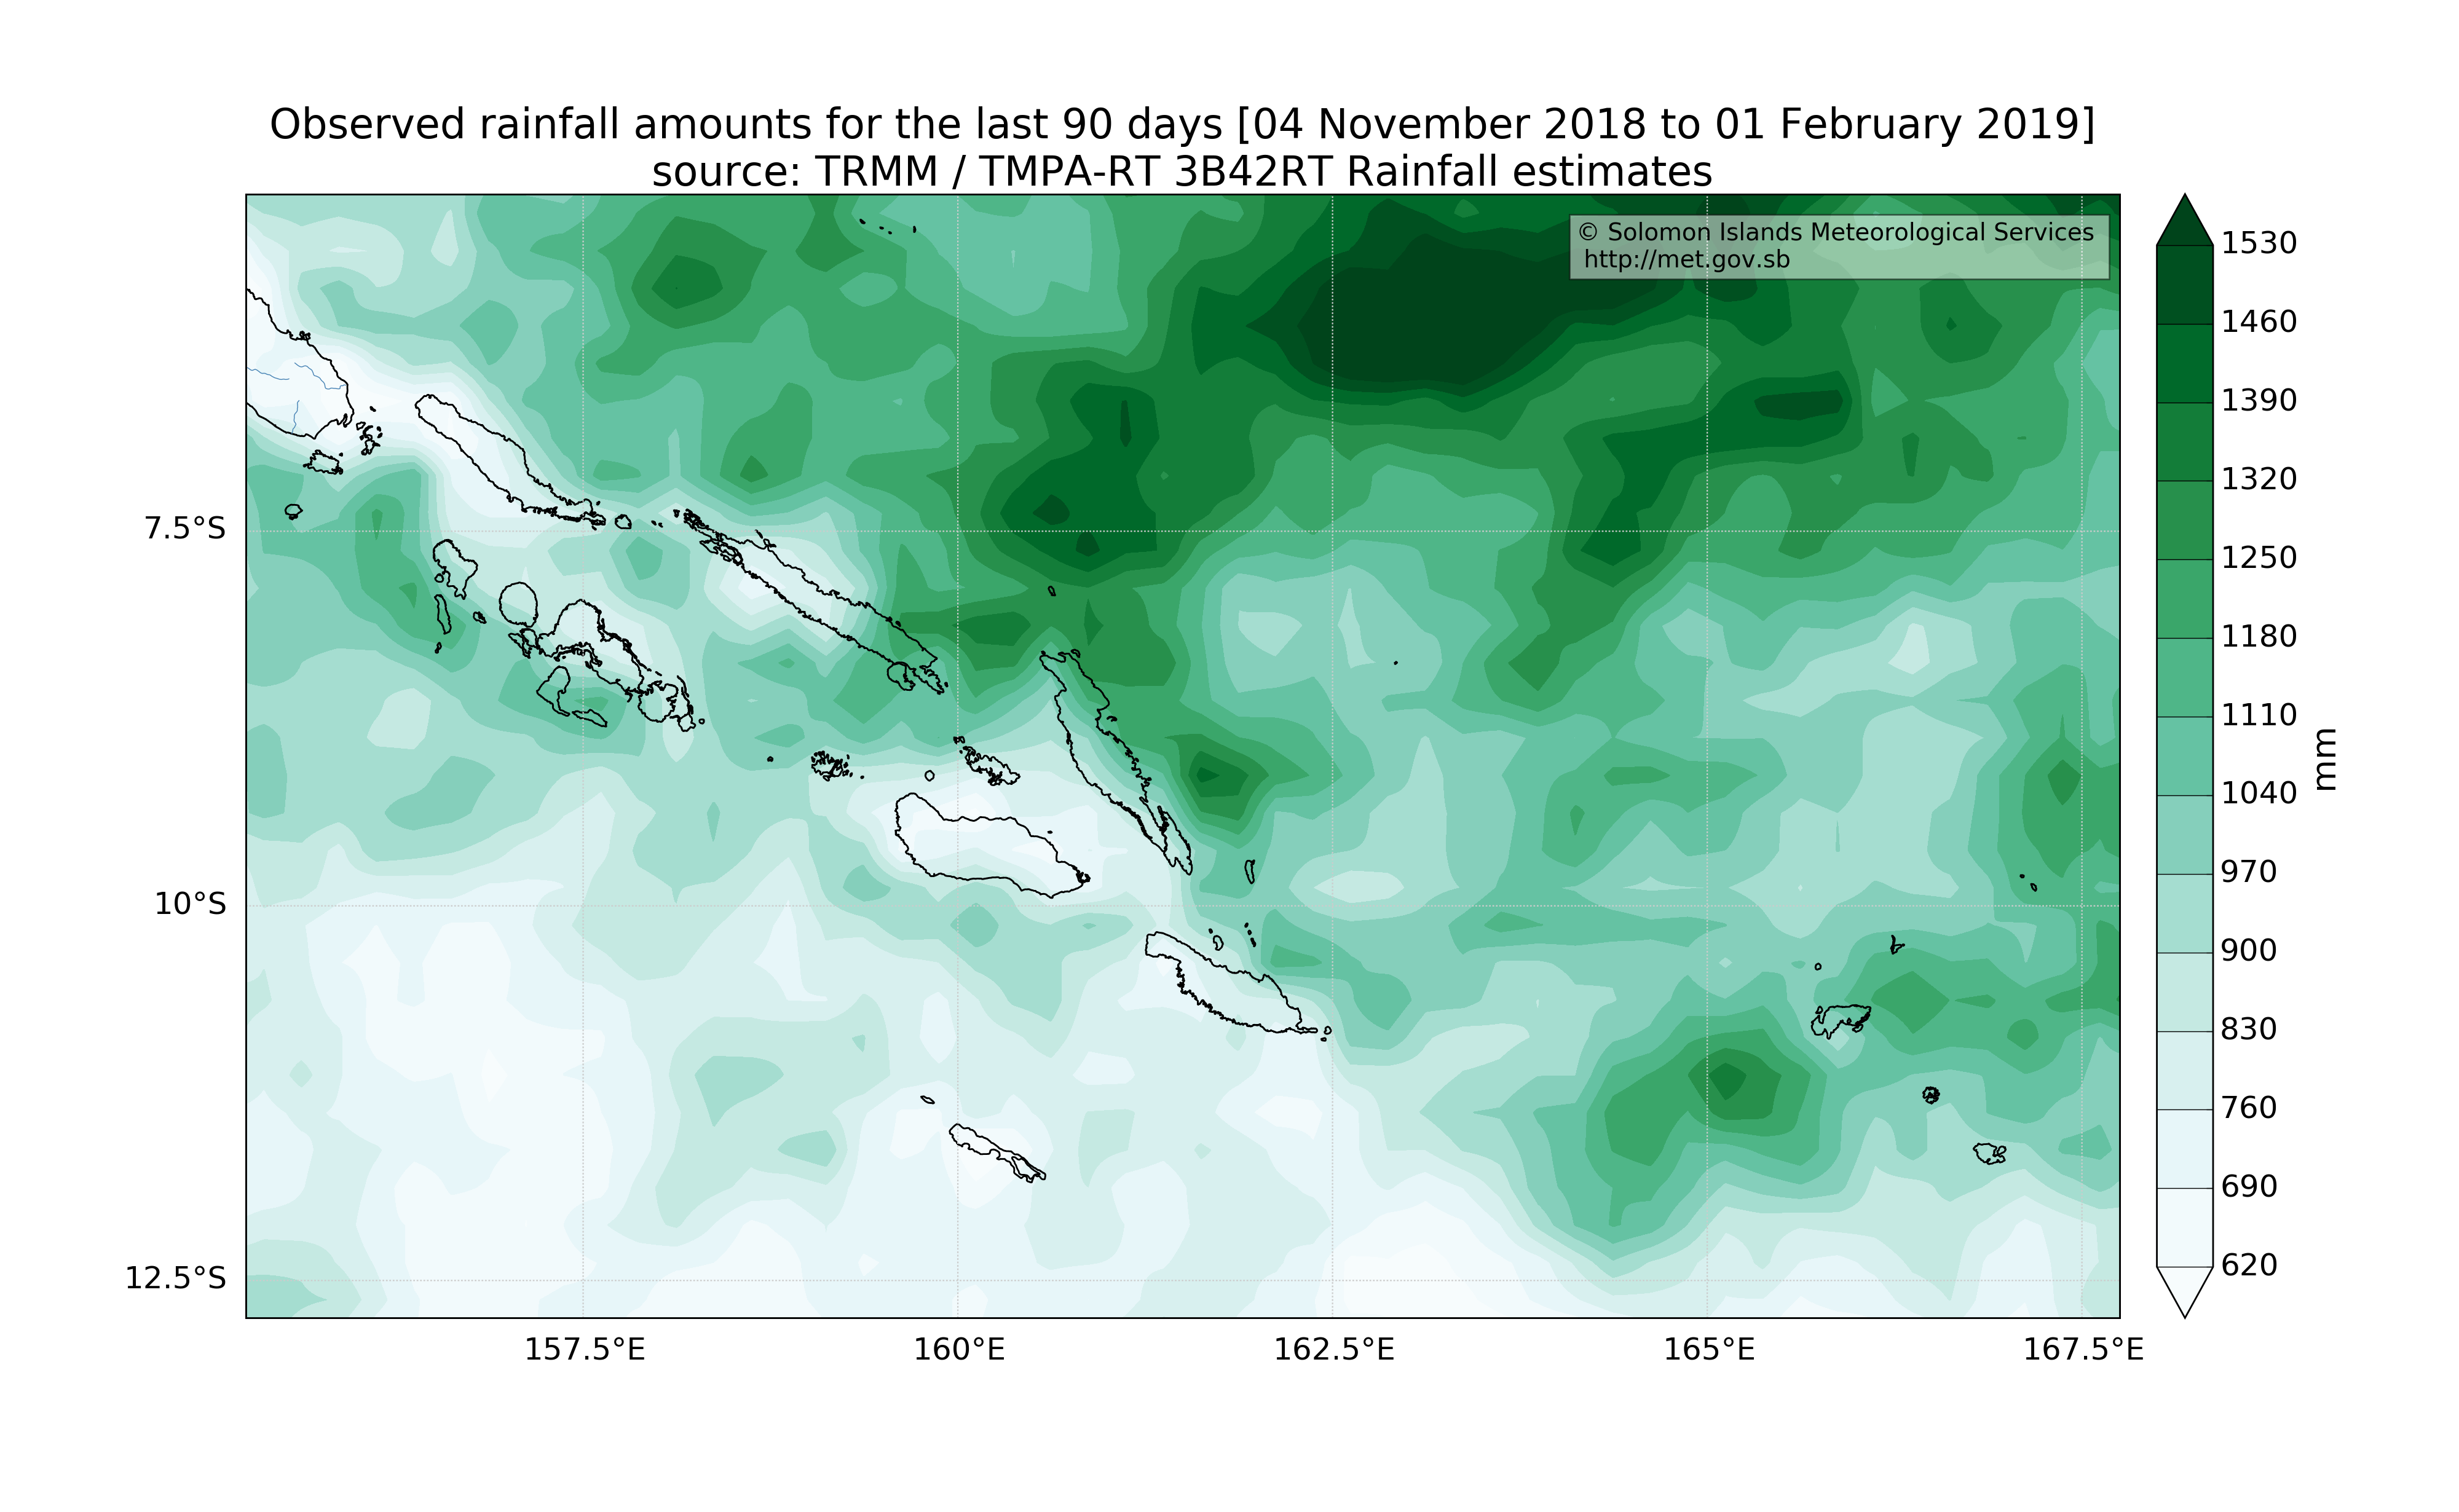 Observed rainfall amounts for the last 90 days [04 November 2018 to 01 February 2019]
source: TRMM / TMPA-RT 3B42RT Rainfall estimates
© Solomon Islands Meteorological Services
http://met.gov.sb
7.5°S
10°S
12.5°S
157.5°E
160°E
162.5°E
165°E
167.5°E
1530
1460
1390
1320
1250
1180
1110
1040
970
900
830
760
690
620
mm